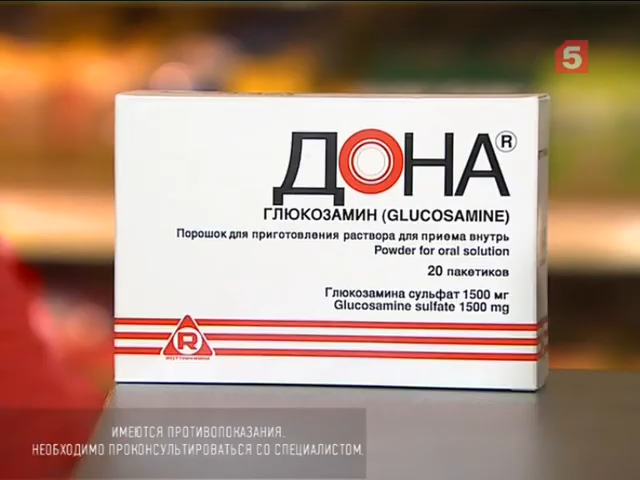 5
ДОНА®
ГЛЮКОЗАМИН (GLUCOSAMINE)
Порошок для приготовления раствора для приема внутрь
Powder for oral solution
20 пакетиков
Глюкозамина сульфат 1500 мг
Glucosamine sulfate 1500 mg
R
ROTTAPHARM
ИМЕЮТСЯ ПРОТИВОПОКАЗАНИЯ.
НЕОБХОДИМО ПРОКОНСУЛЬТИРОВАТЬСЯ СО СПЕЦИАЛИСТОМ.